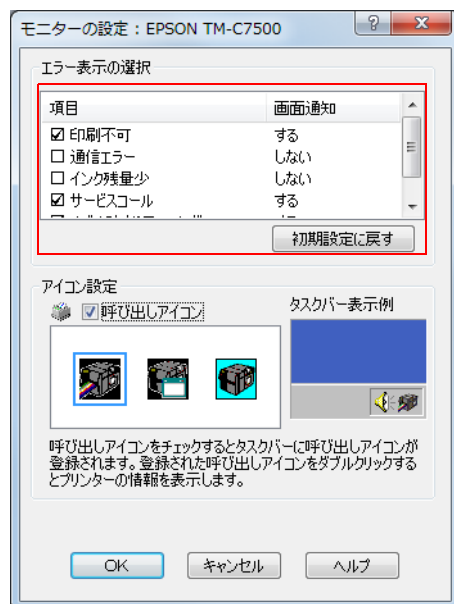 モニターの設定：EPSON TM-C7500
エラー表示の選択
項目 画面通知
印刷不可 する
通信エラー しない
インク残量少 しない
サービスコール する
初期設定に戻す
アイコン設定
呼び出しアイコン
タスクバー表示例
呼び出しアイコンをチェックするとタスクバーに呼び出しアイコンが
登録されます。登録された呼び出しアイコンをダブルクリックする
とプリンターの情報を表示します。
OK キャンセル ヘルプ